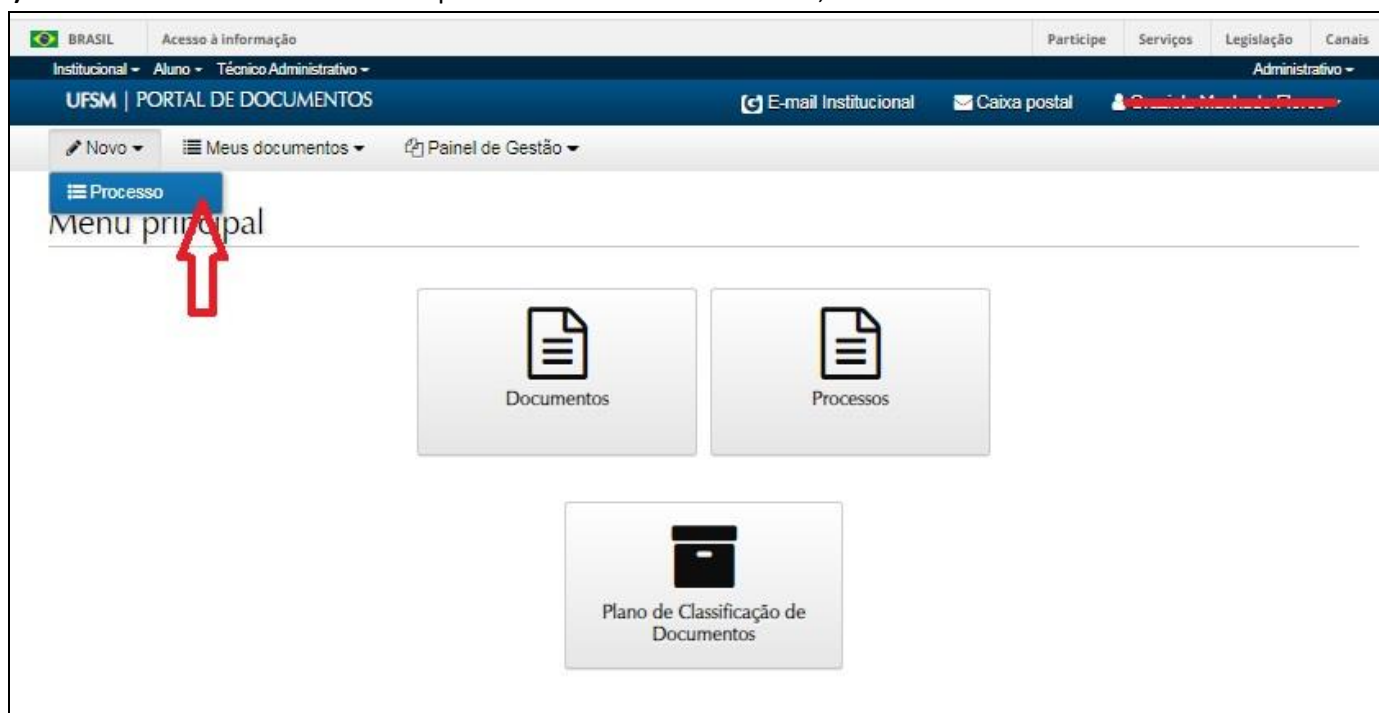 BRASIL Acesso à informação Participe Serviços Legislação Canais
Institucional Aluno Técnico Administrativo Administrativo
UFSM | PORTAL DE DOCUMENTOS E-mail Institucional Caixa postal
Novo Meus documentos Painel de Gestão
Processo
Menu principal
Documentos Processos
Plano de Classificação de
Documentos